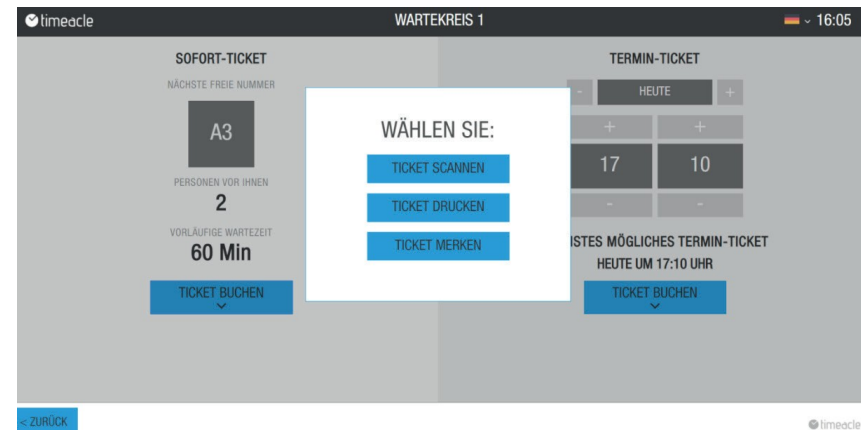 timeacle
WARTEKREIS 1
16:05
SOFORT-TICKET
NÄCHSTE FREIE NUMMER
A3
PERSONEN VOR IHNEN
2
VORLÄUFIGE WARTEZEIT
60 Min
TICKET BUCHEN
WÄHLEN SIE:
TICKET SCANNEN
TICKET DRUCKEN
TICKET MERKEN
TERMIN-TICKET
- HEUTE +
+ +
17 10
- -
MÖGLICHES TERMIN-TICKET
HEUTE UM 17:10 UHR
TICKET BUCHEN
< ZURÜCK
timeacle